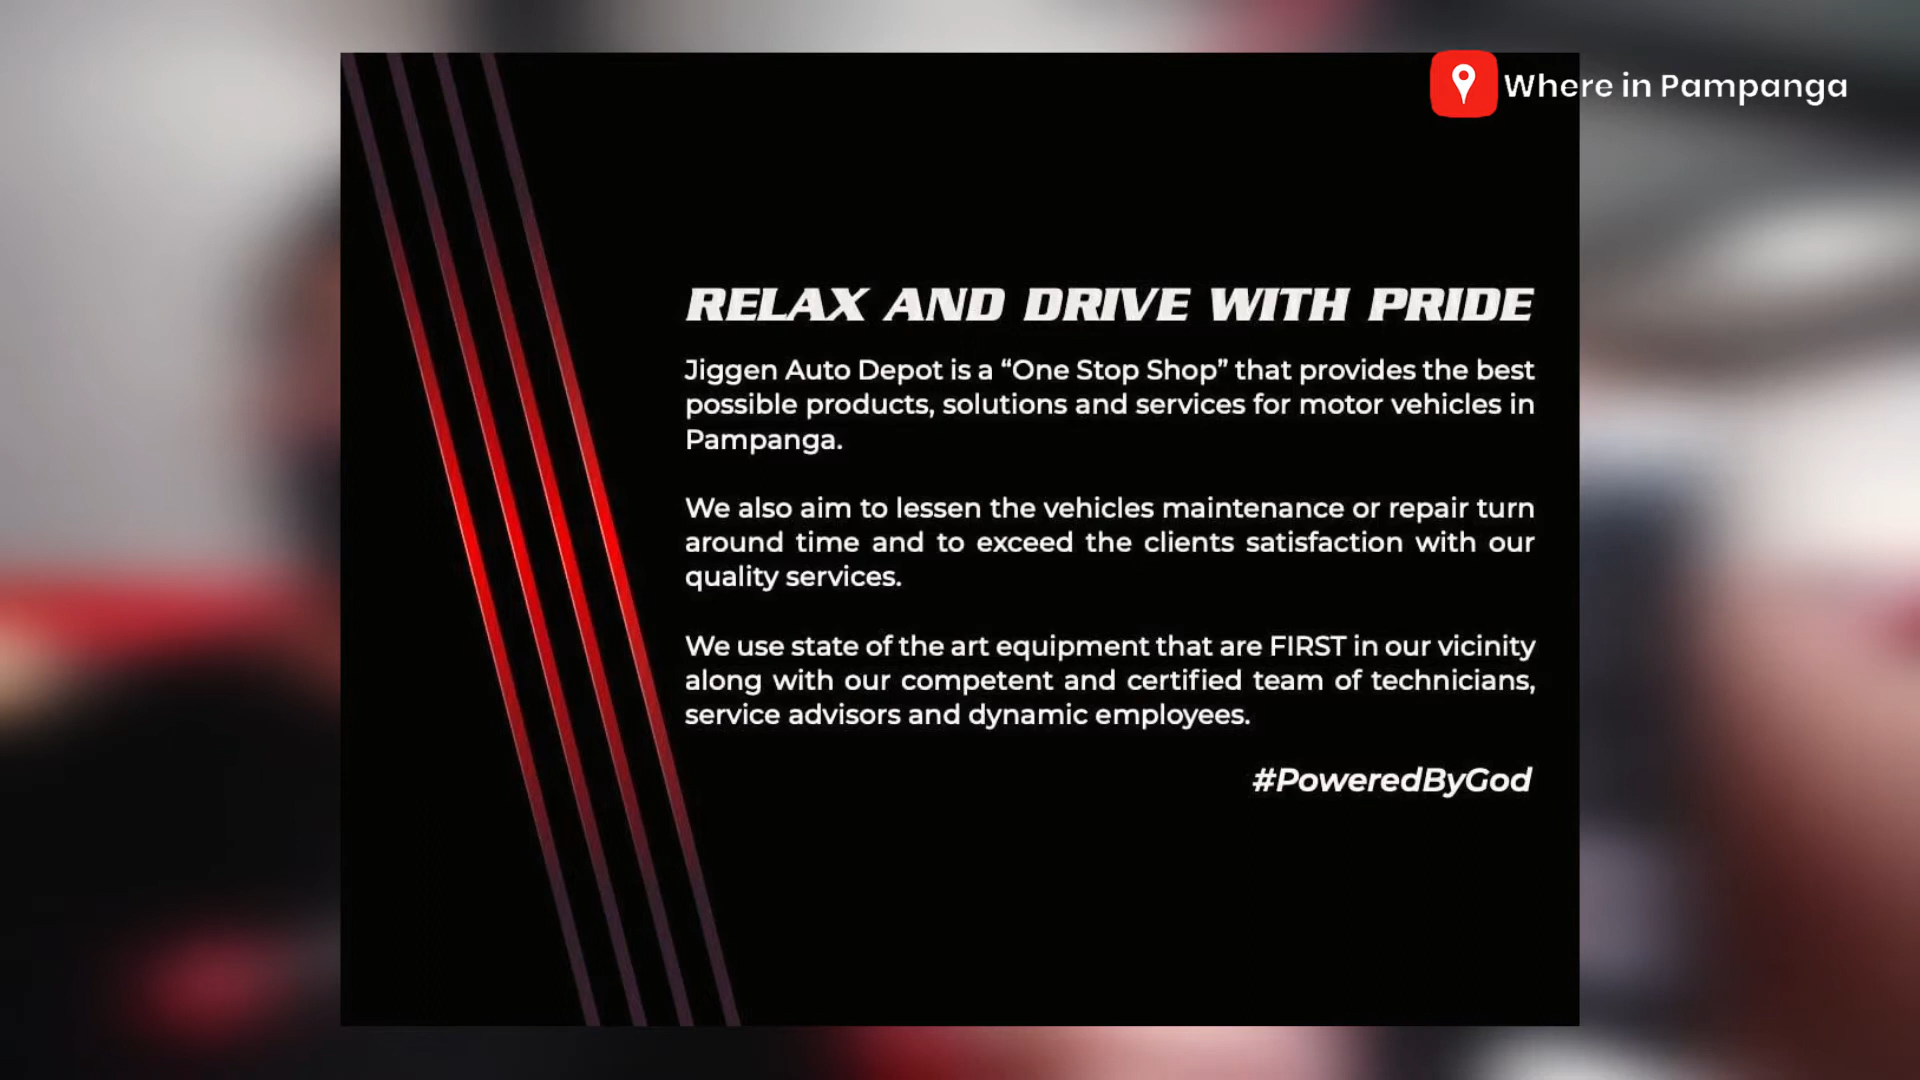 Where in Pampanga
RELAX AND DRIVE WITH PRIDE
Jiggen Auto Depot is a “One Stop Shop” that provides the best
possible products, solutions and services for motor vehicles in
Pampanga.
We also aim to lessen the vehicles maintenance or repair turn
around time and to exceed the clients satisfaction with our
quality services.
We use state of the art equipment that are FIRST in our vicinity
along with our competent and certified team of technicians,
service advisors and dynamic employees.
#PoweredByGod